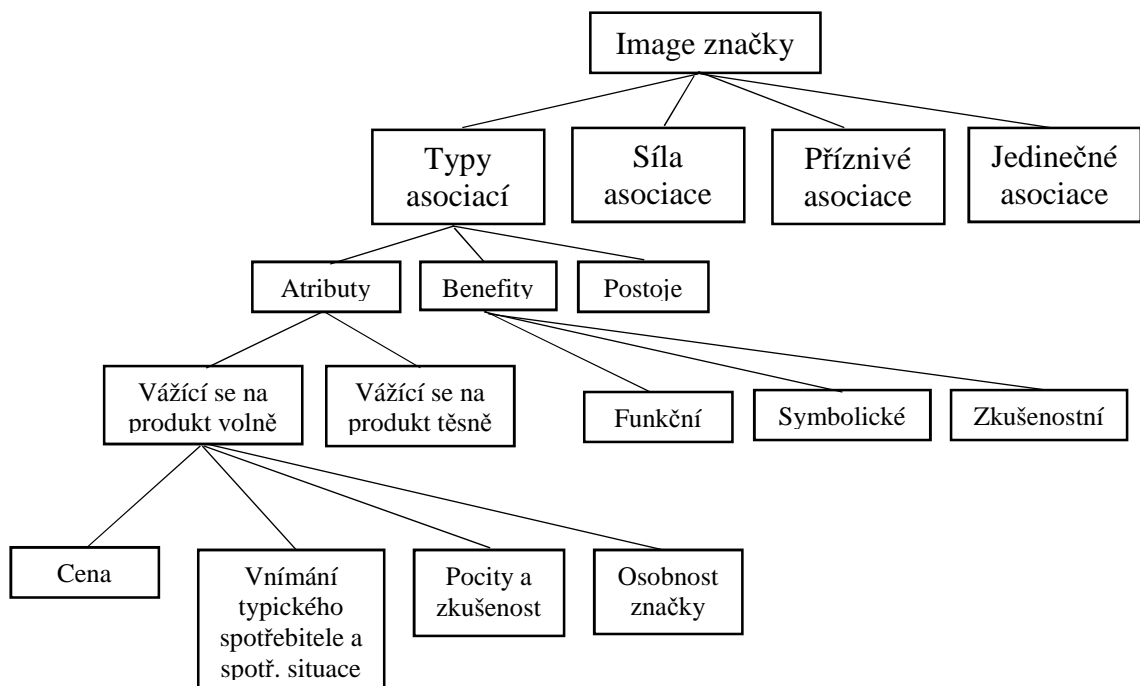 Image značky
Typy
asociací
Síla
asociace
Příznivé
asociace
Jedinečné
asociace
Atributy
Benefity
Postoje
Vážící se na
produkt volně
Vážící se na
produkt těsně
Funkční
Symbolické
Zkušenostní
Cena
Vnímání
typického
spotřebitele a
spotř. situace
Pocity a
zkušenost
Osobnost
značky